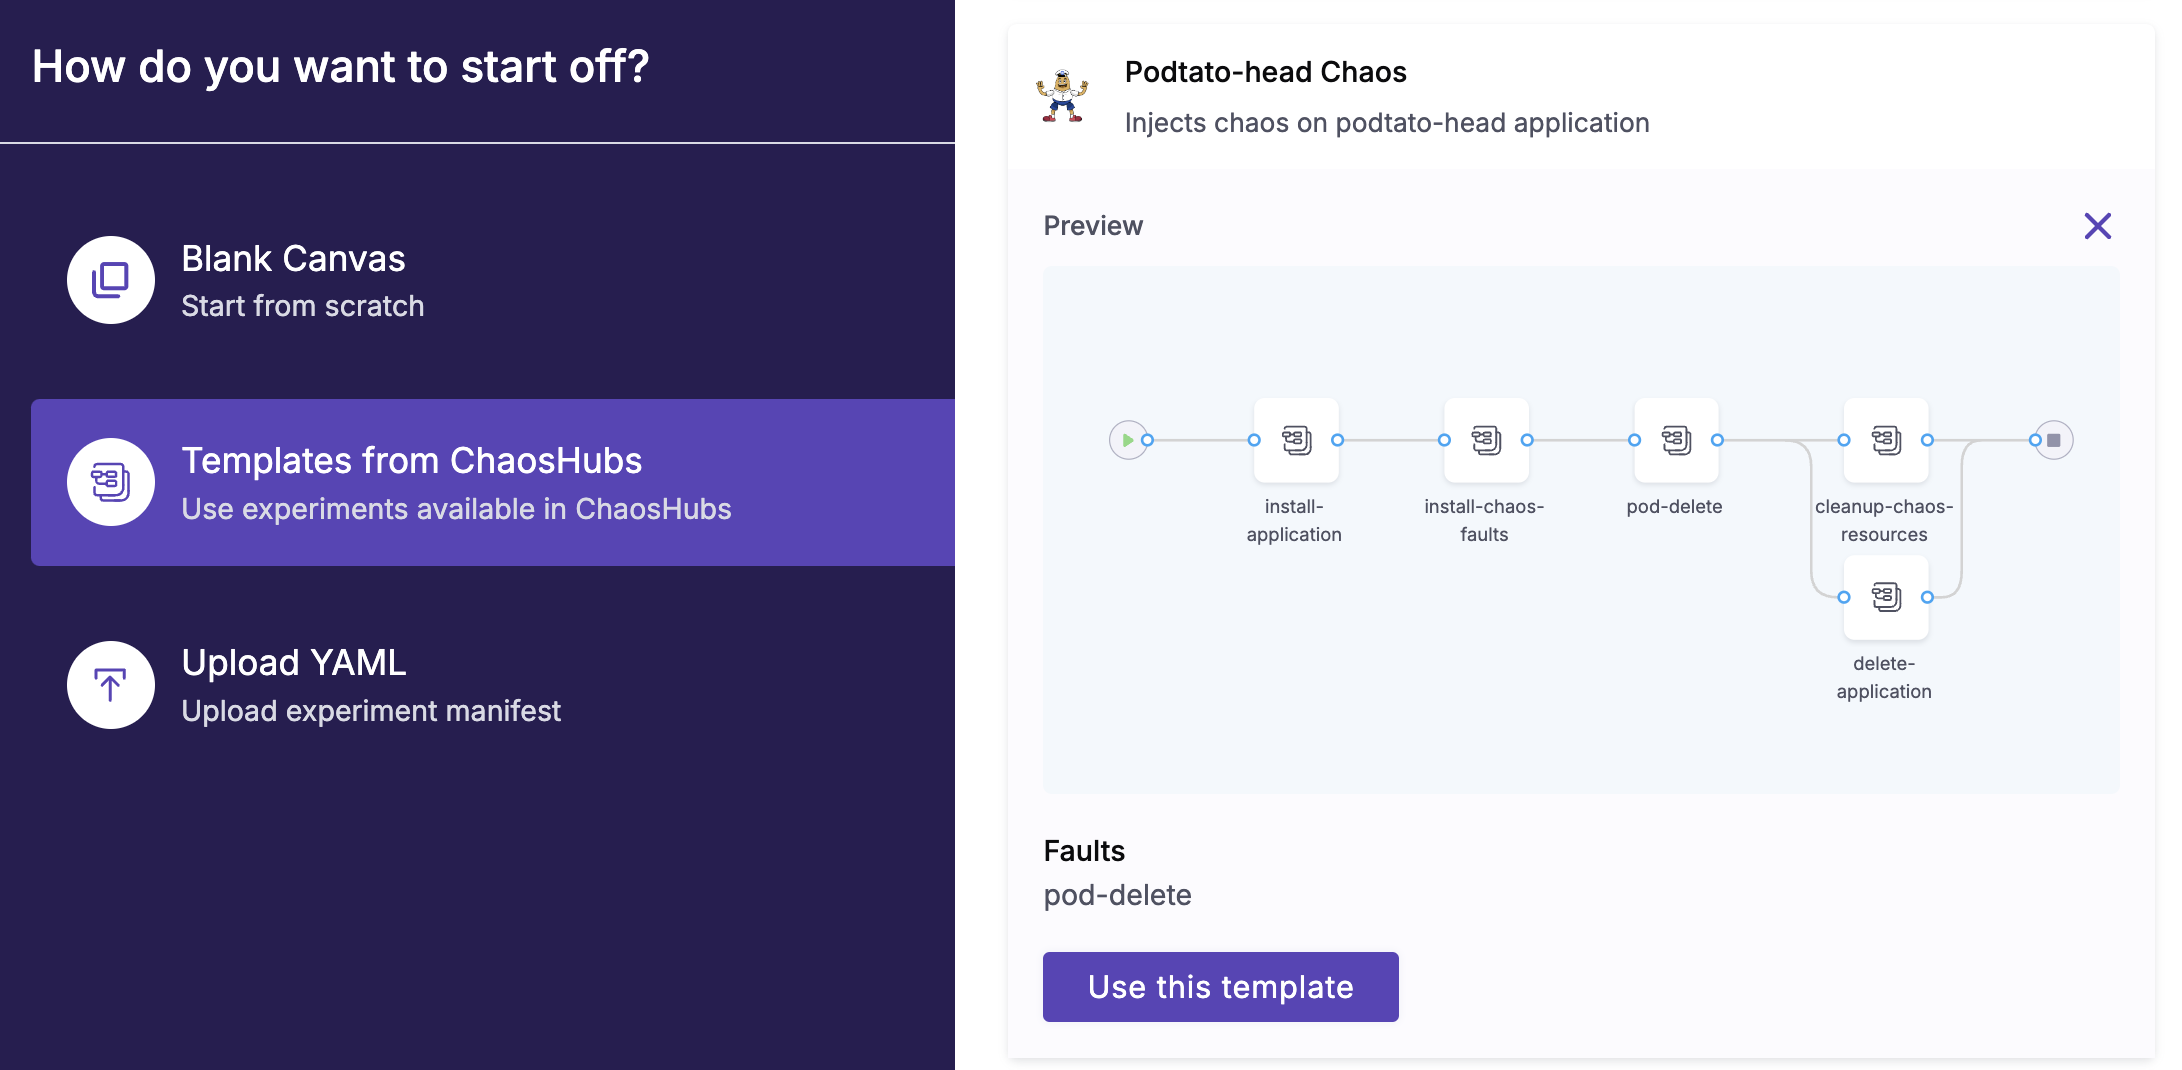 How do you want to start off?
Blank Canvas
Start from scratch
Templates from ChaosHubs
Use experiments available in ChaosHubs
Upload YAML
Upload experiment manifest
Podtato-head Chaos
Injects chaos on podtato-head application
Preview
install-
application
install-chaos-
faults
pod-delete
cleanup-chaos-
resources
delete-
application
Faults
pod-delete
Use this template